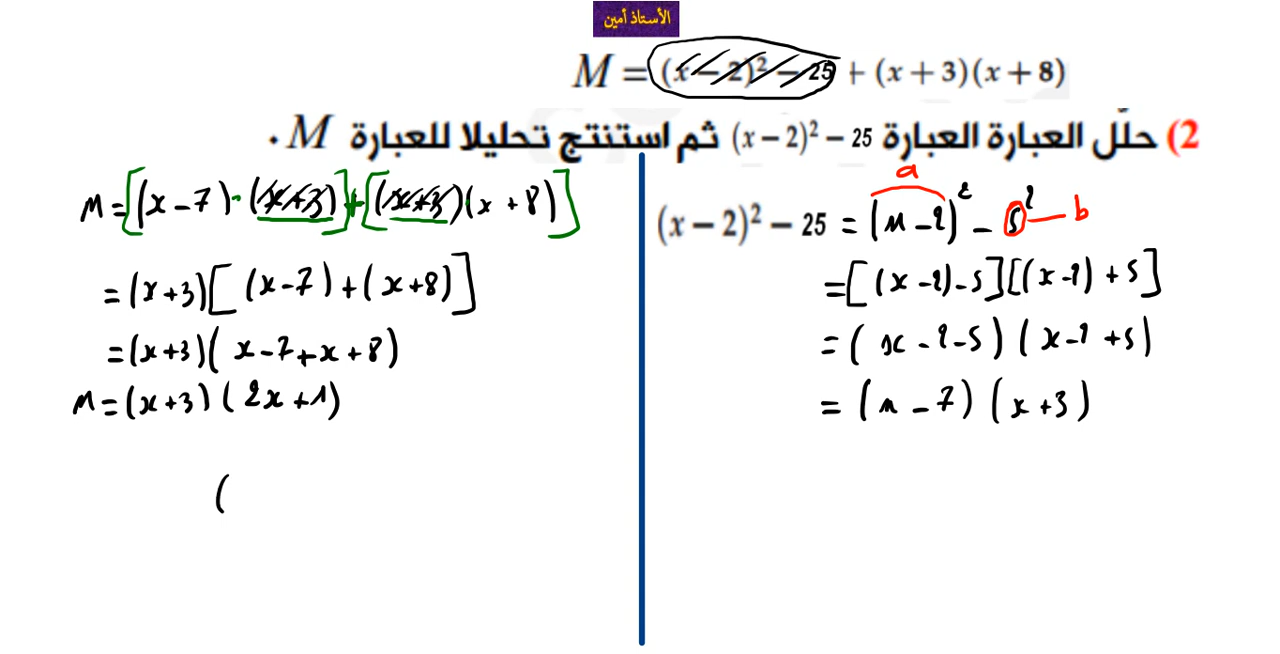 الأستاذ أمين
M = (x − 2)² − 25 + (x + 3)(x + 8)
2) حلّل العبارة العبارة (x − 2)² − 25 ثم استنتج تحليلا للعبارة M .
a
(x − 2)² − 25 = (x − 2)² − 5² b
= [(x − 2) − 5][(x − 2) + 5]
= (x − 2 − 5)(x − 2 + 5)
= (x − 7)(x + 3)
M = [(x − 7) · (x + 3)] + [(x + 3) · (x + 8)]
= (x + 3)[(x − 7) + (x + 8)]
= (x + 3)(x − 7 + x + 8)
M = (x + 3)(2x + 1)
(